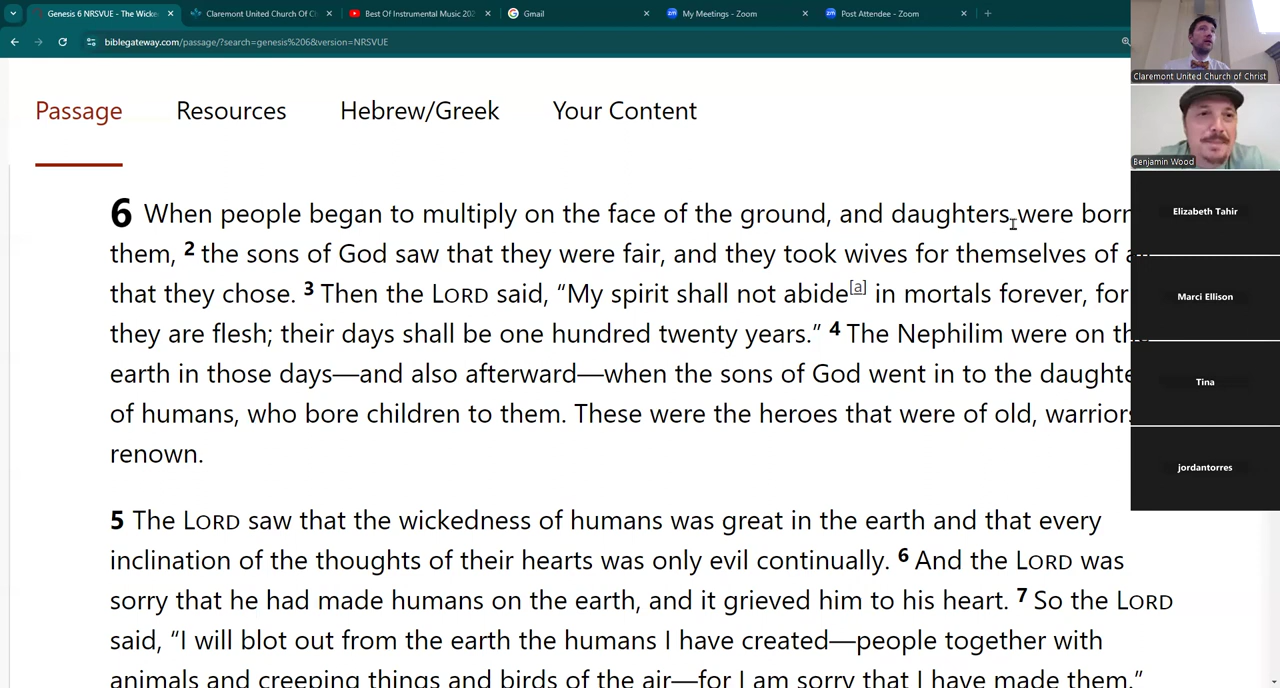 Genesis 6 NRSVUE - The Wicke
Claremont United Church Of C
Best Of Instrumental Music 202
Gmail
My Meetings - Zoom
Post Attendee - Zoom
biblegateway.com/passage/?search=genesis%206&version=NRSVUE
Claremont United Church of Christ
Benjamin Wood
Elizabeth Tahir
Marci Ellison
Tina
jordantorres
Passage Resources Hebrew/Greek Your Content
6 When people began to multiply on the face of the ground, and daughters were born
them, 2 the sons of God saw that they were fair, and they took wives for themselves of
that they chose. 3 Then the LORD said, “My spirit shall not abide[a] in mortals forever, for
they are flesh; their days shall be one hundred twenty years.” 4 The Nephilim were on the
earth in those days—and also afterward—when the sons of God went in to the daughte
of humans, who bore children to them. These were the heroes that were of old, warriors
renown.
5 The LORD saw that the wickedness of humans was great in the earth and that every
inclination of the thoughts of their hearts was only evil continually. 6 And the LORD was
sorry that he had made humans on the earth, and it grieved him to his heart. 7 So the LORD
said, “I will blot out from the earth the humans I have created—people together with
animals and creeping things and birds of the air—for I am sorry that I have made them.”